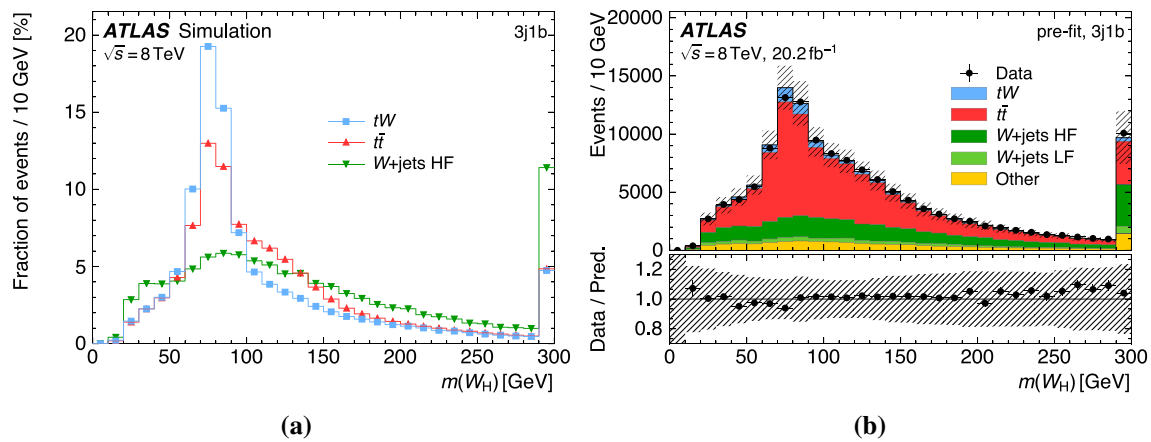 ATLAS Simulation
√s = 8 TeV
3j1b
tW
tt̄
W+jets HF
Fraction of events / 10 GeV [%]
20
15
10
5
0
0 50 100 150 200 250 300
m(W_H) [GeV]
(a)
ATLAS
√s = 8 TeV, 20.2 fb⁻¹
pre-fit, 3j1b
Data
tW
tt̄
W+jets HF
W+jets LF
Other
Events / 10 GeV
20000
15000
10000
5000
0
Data / Pred.
1.2
1.0
0.8
0 50 100 150 200 250 300
m(W_H) [GeV]
(b)